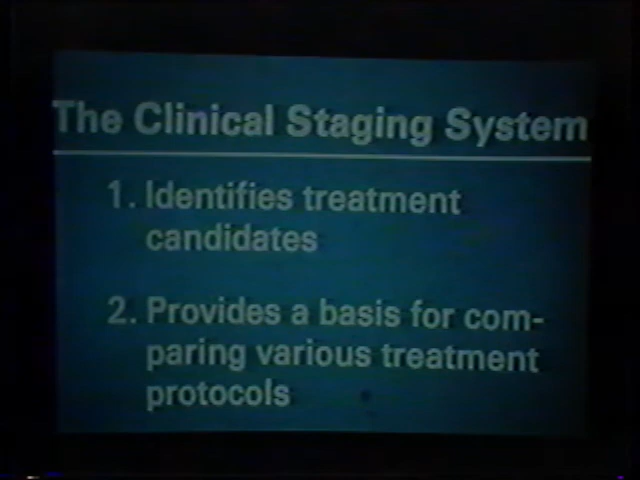 The Clinical Staging System
1. Identifies treatment
candidates
2. Provides a basis for com-
paring various treatment
protocols